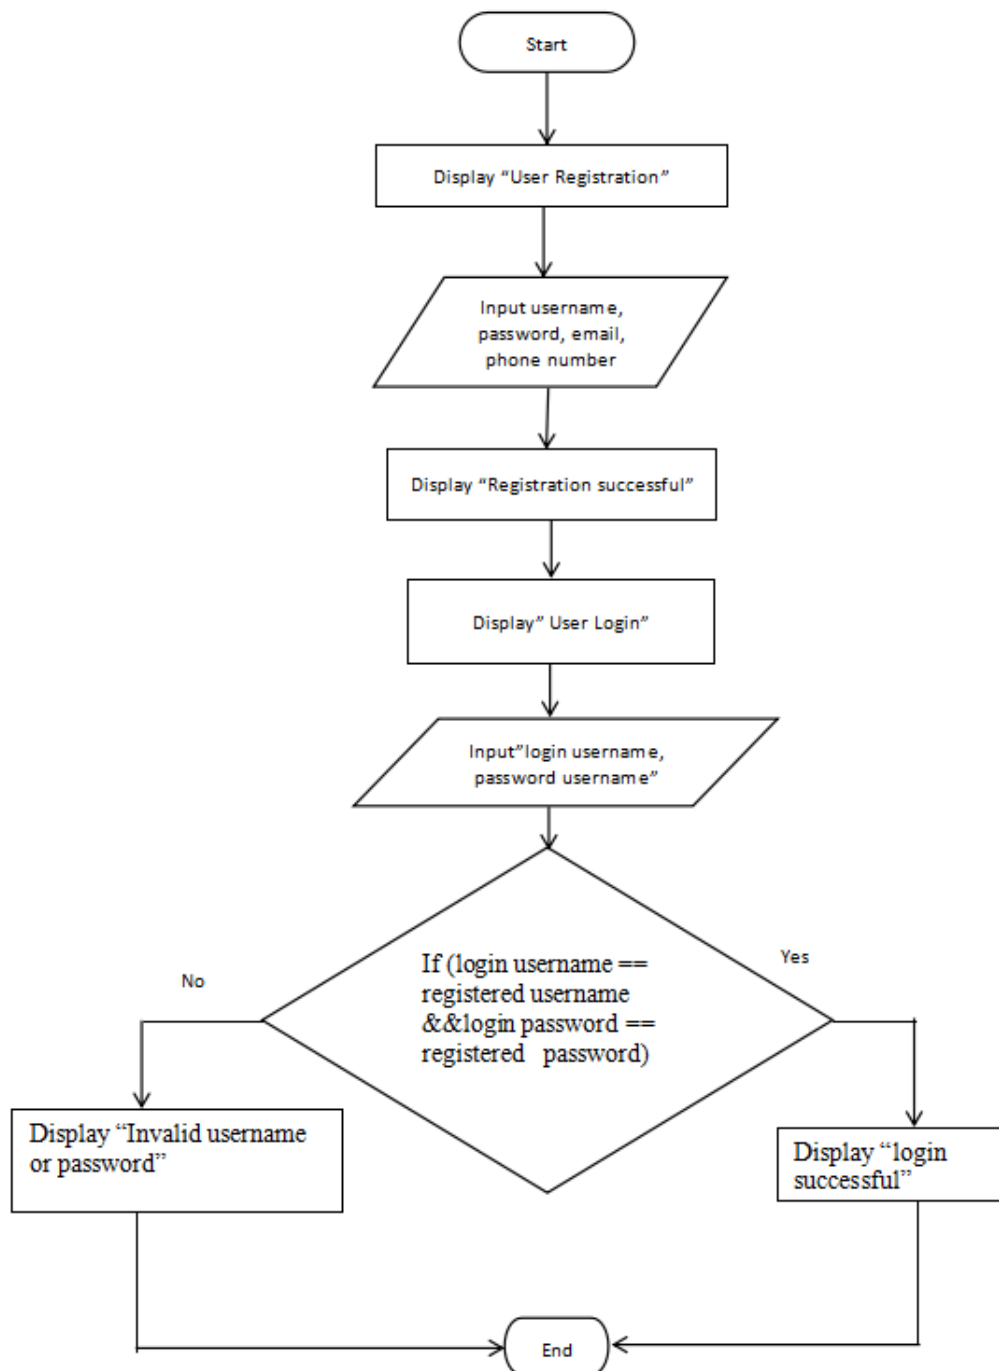 Start
Display “User Registration”
Input username,
password, email,
phone number
Display “Registration successful”
Display” User Login”
Input”login username,
password username”
If (login username ==
registered username
&&login password ==
registered password)
No
Yes
Display “Invalid username
or password”
Display “login
successful”
End